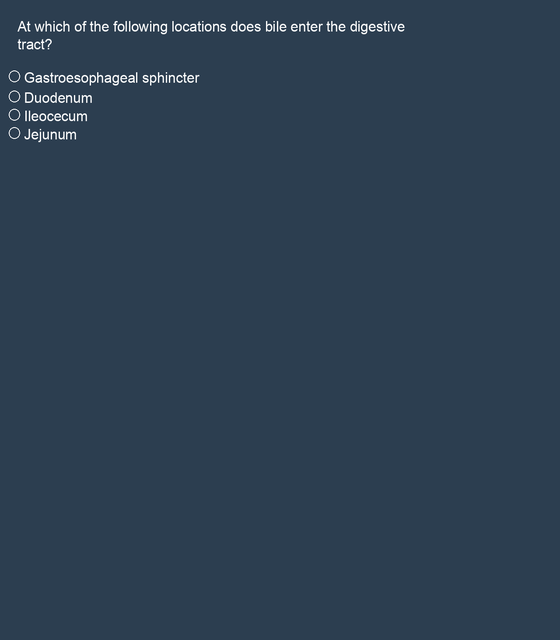 At which of the following locations does bile enter the digestive
tract?
Gastroesophageal sphincter
Duodenum
Ileocecum
Jejunum